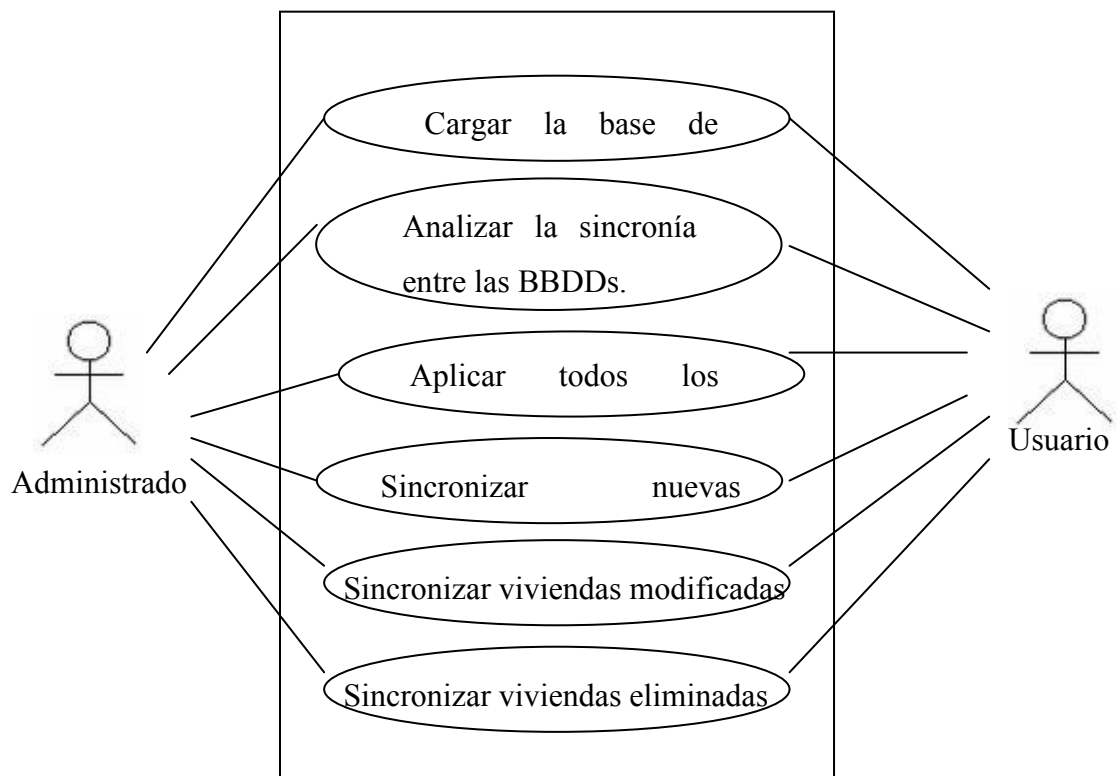 Cargar la base de
Analizar la sincronía
entre las BBDDs.
Aplicar todos los
Usuario
Administrado
Sincronizar nuevas
Sincronizar viviendas modificadas
Sincronizar viviendas eliminadas